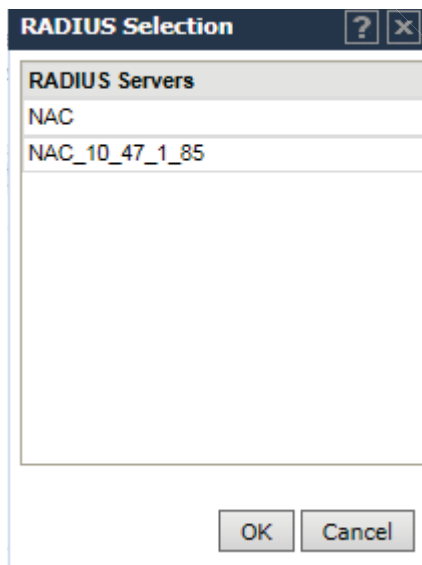 RADIUS Selection ? x
RADIUS Servers
NAC
NAC_10_47_1_85
OK Cancel